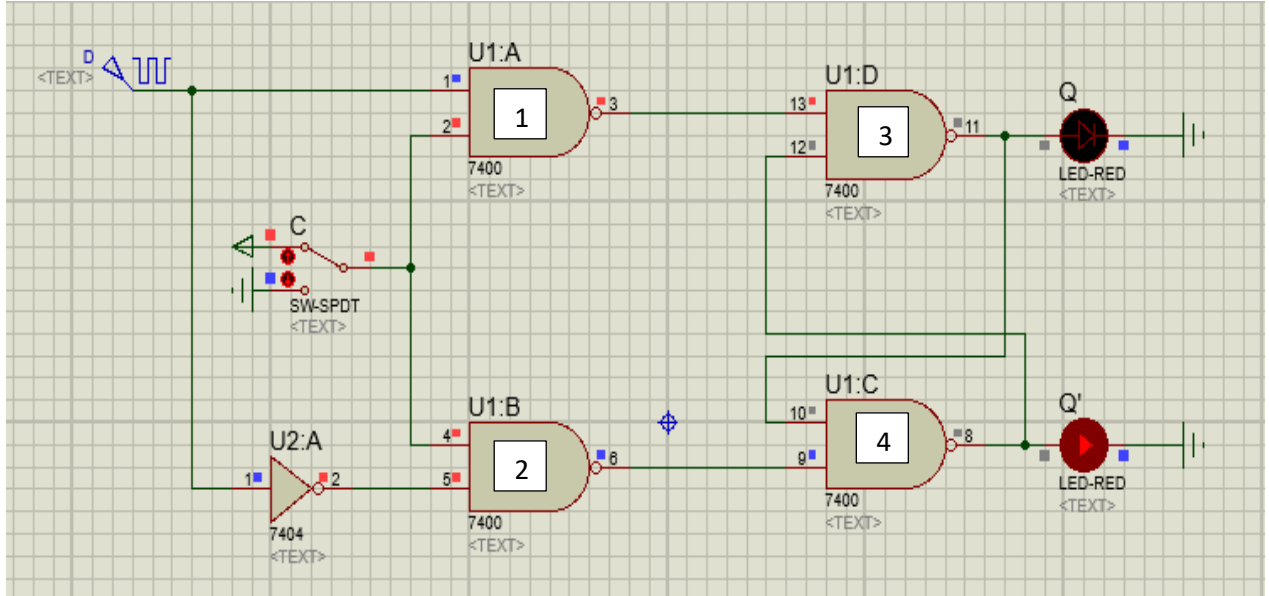 D
<TEXT>
U1:A
1
2
1
3
7400
<TEXT>
U1:D
13
12
3
11
7400
<TEXT>
Q
LED-RED
<TEXT>
C
SW-SPDT
<TEXT>
U2:A
1
2
7404
<TEXT>
U1:B
4
5
2
6
7400
<TEXT>
U1:C
10
9
4
8
7400
<TEXT>
Q'
LED-RED
<TEXT>